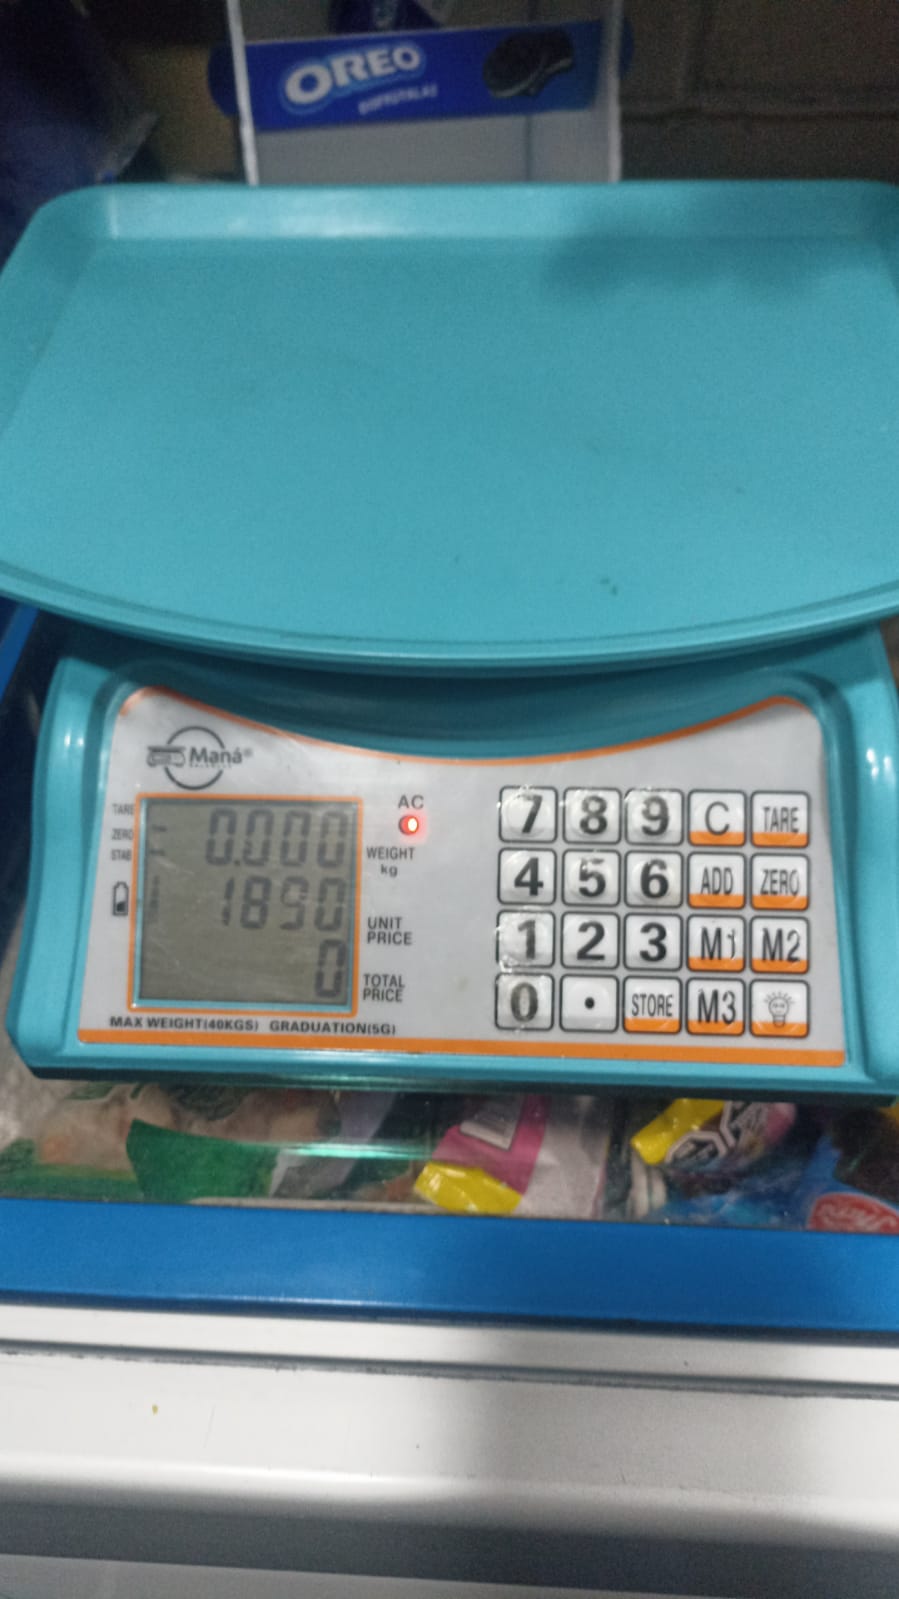 OREO
Maná®
TARE
ZERO
STAB
0.000
1890
0
AC
WEIGHT
kg
UNIT
PRICE
TOTAL
PRICE
MAX WEIGHT(40KGS) GRADUATION(5G)
7 8 9 C TARE
4 5 6 ADD ZERO
1 2 3 M1 M2
0 • STORE M3